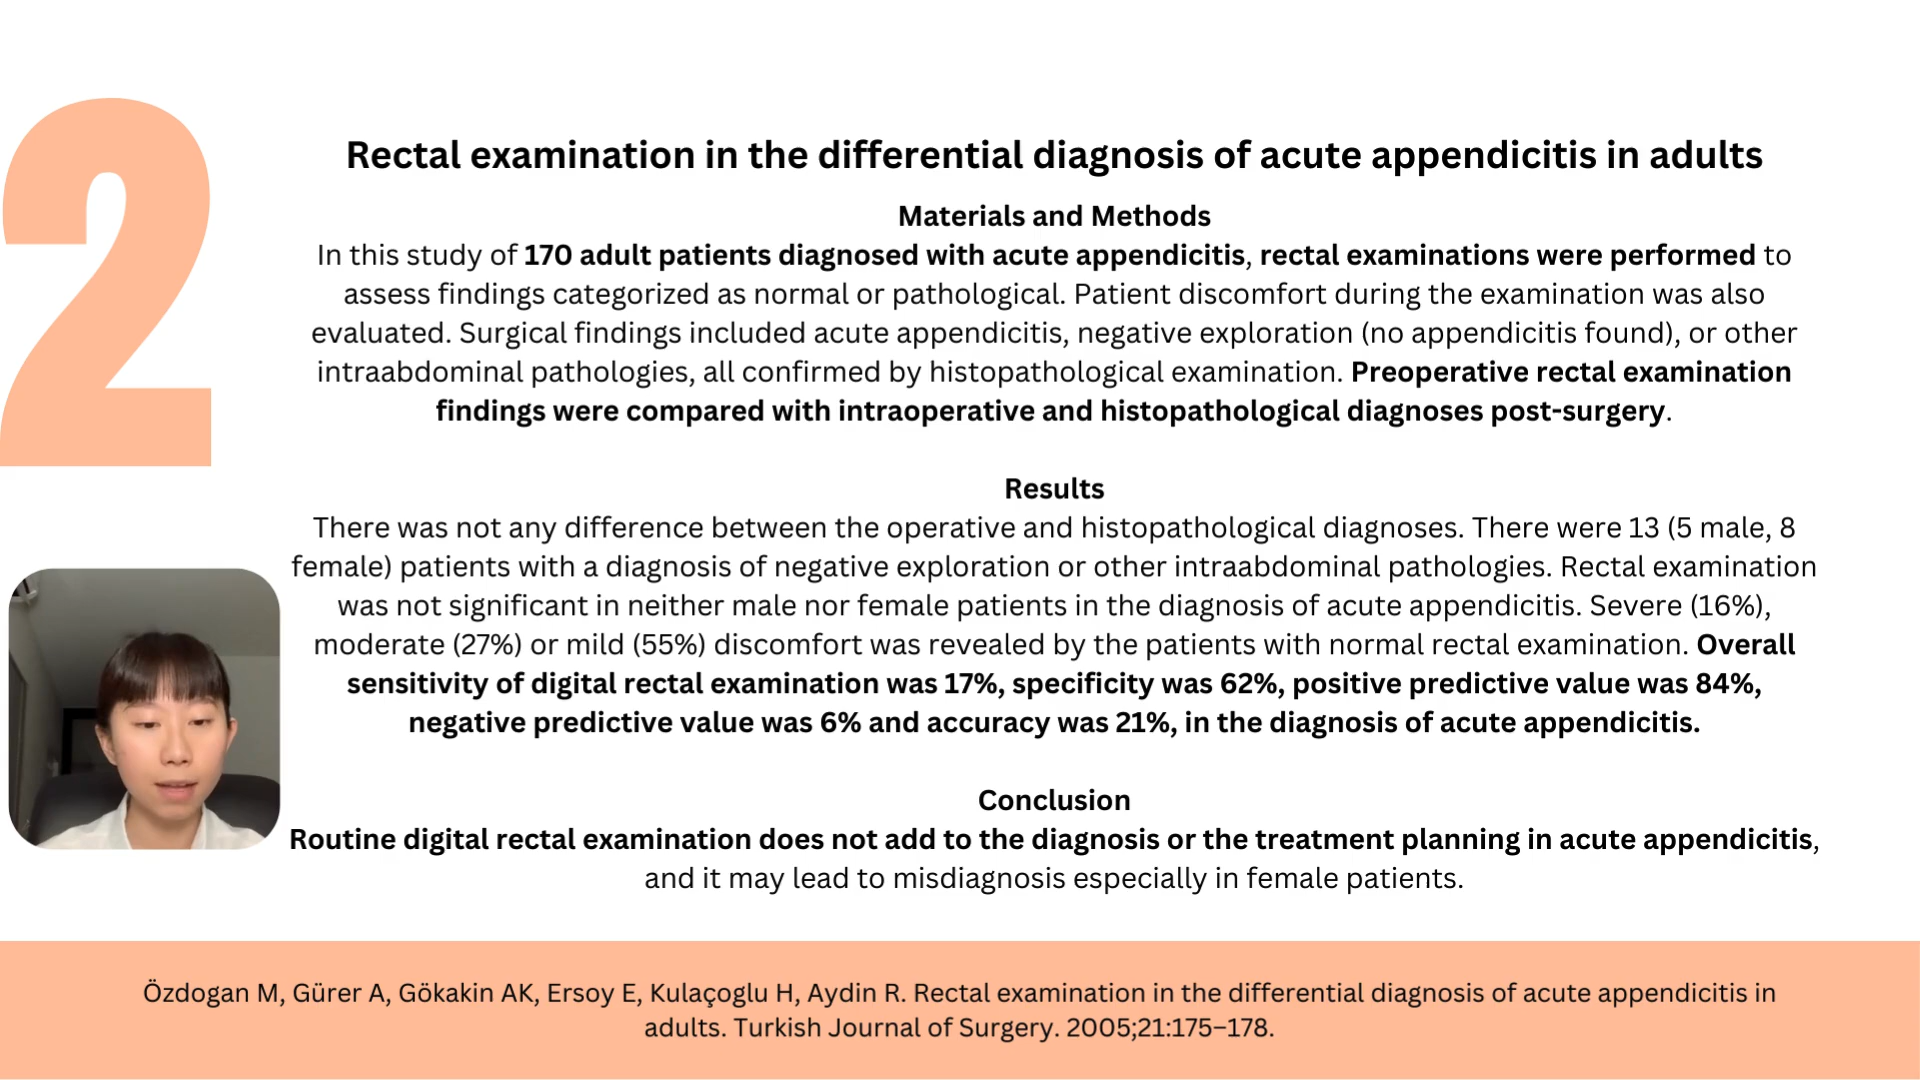 2
Rectal examination in the differential diagnosis of acute appendicitis in adults
Materials and Methods
In this study of 170 adult patients diagnosed with acute appendicitis, rectal examinations were performed to
assess findings categorized as normal or pathological. Patient discomfort during the examination was also
evaluated. Surgical findings included acute appendicitis, negative exploration (no appendicitis found), or other
intraabdominal pathologies, all confirmed by histopathological examination. Preoperative rectal examination
findings were compared with intraoperative and histopathological diagnoses post-surgery.
Results
There was not any difference between the operative and histopathological diagnoses. There were 13 (5 male, 8
female) patients with a diagnosis of negative exploration or other intraabdominal pathologies. Rectal examination
was not significant in neither male nor female patients in the diagnosis of acute appendicitis. Severe (16%),
moderate (27%) or mild (55%) discomfort was revealed by the patients with normal rectal examination. Overall
sensitivity of digital rectal examination was 17%, specificity was 62%, positive predictive value was 84%,
negative predictive value was 6% and accuracy was 21%, in the diagnosis of acute appendicitis.
Conclusion
Routine digital rectal examination does not add to the diagnosis or the treatment planning in acute appendicitis,
and it may lead to misdiagnosis especially in female patients.
Özdogan M, Gürer A, Gökakin AK, Ersoy E, Kulaçoglu H, Aydin R. Rectal examination in the differential diagnosis of acute appendicitis in
adults. Turkish Journal of Surgery. 2005;21:175–178.